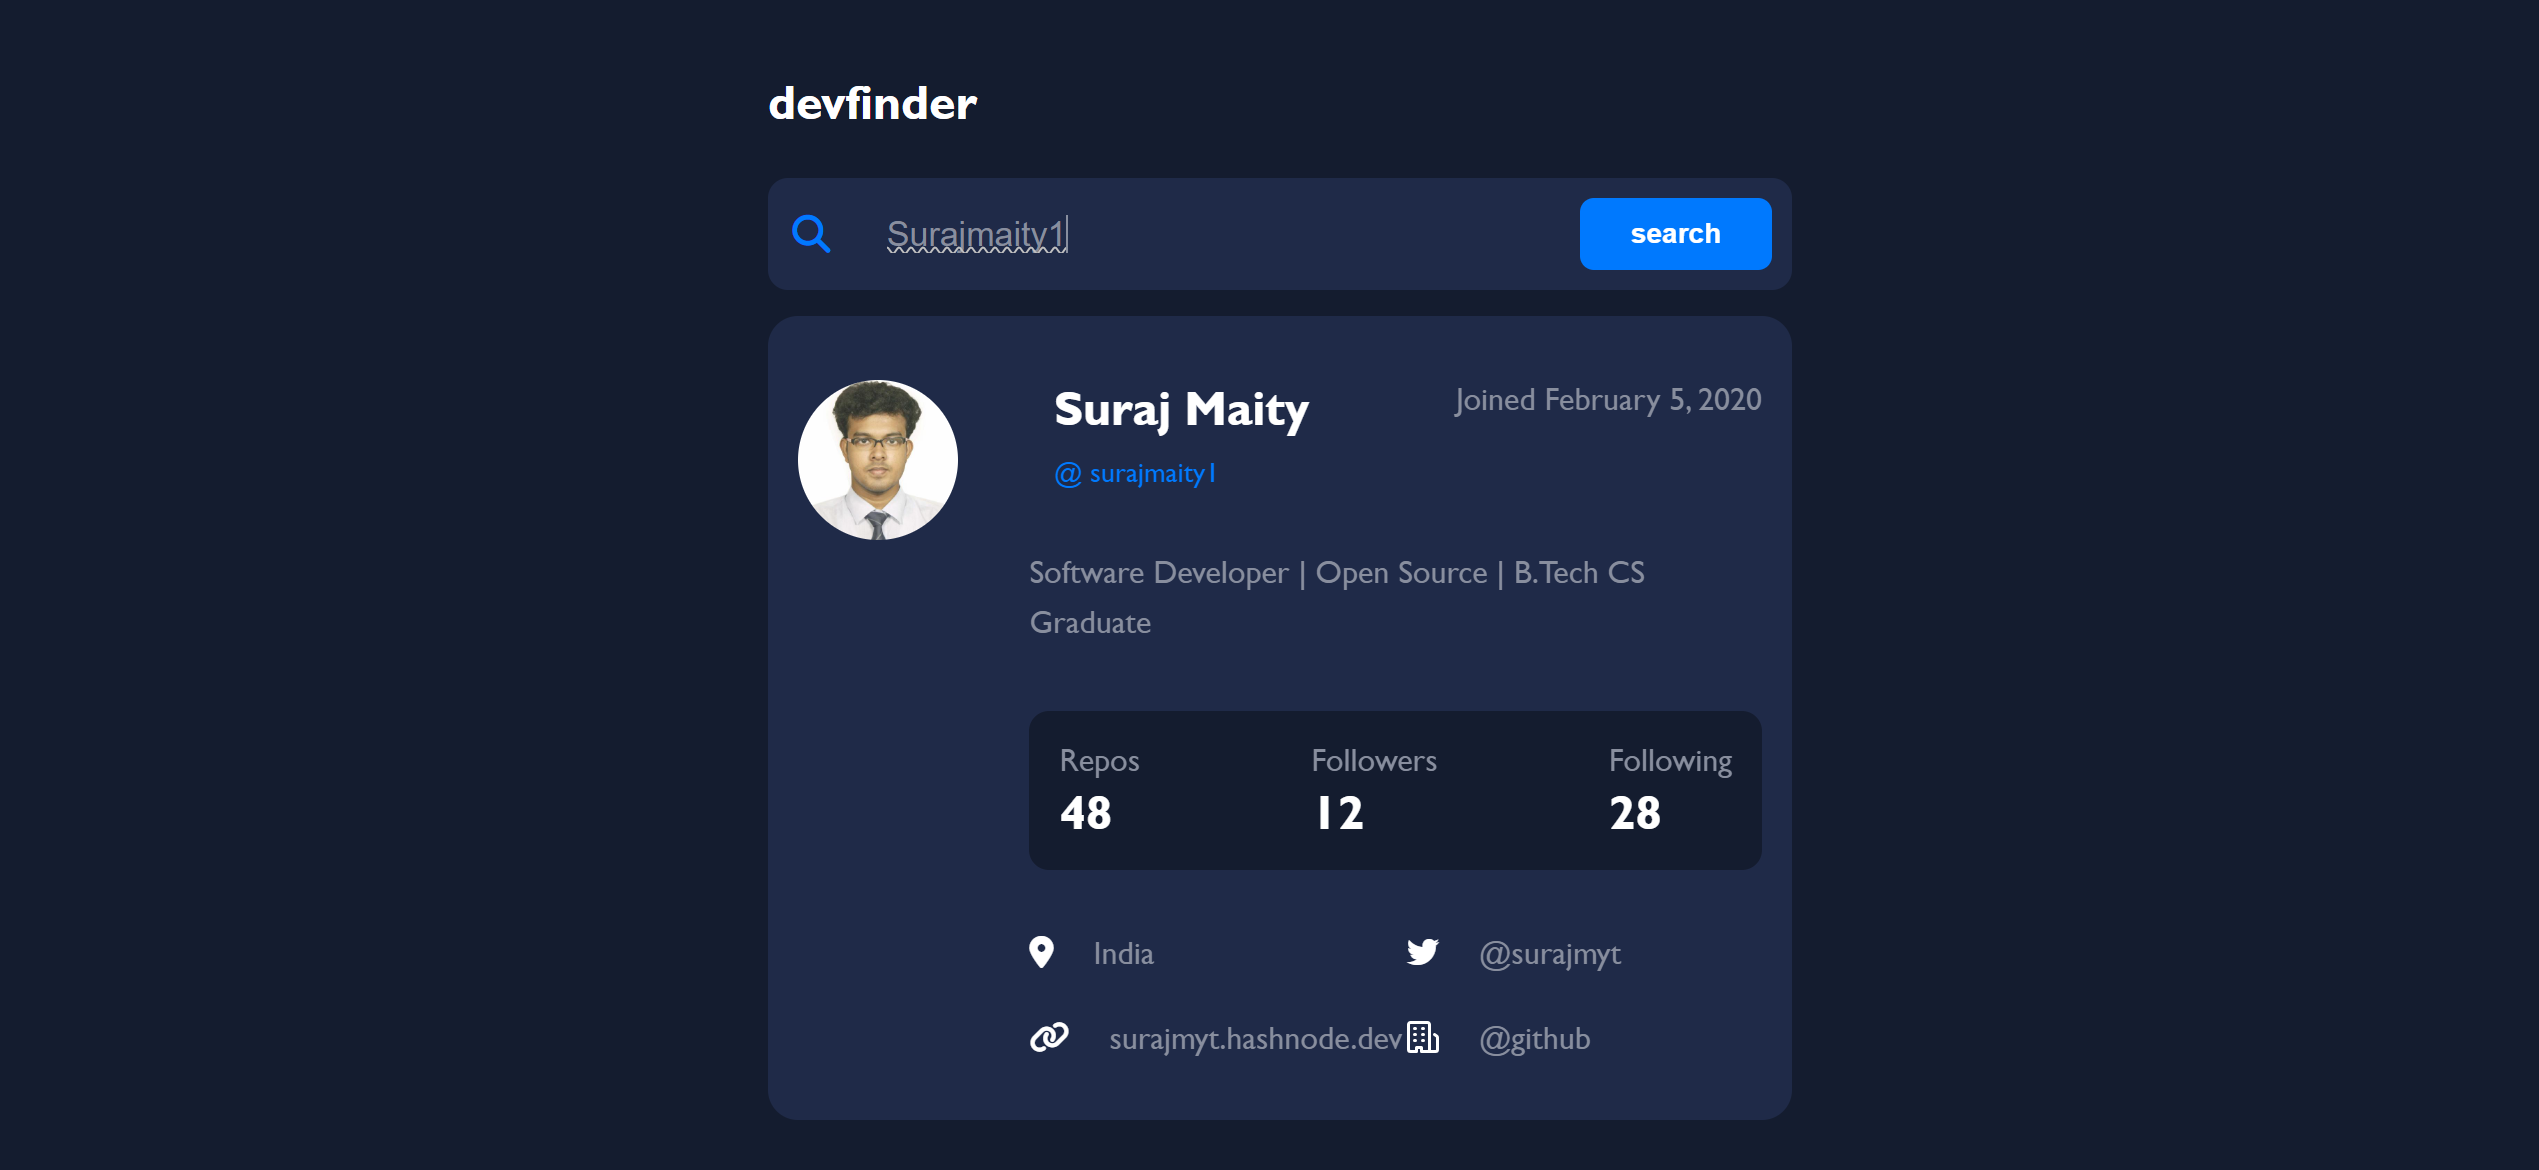 devfinder
Surajmaity1
search
Suraj Maity
Joined February 5, 2020
@ surajmaity1
Software Developer | Open Source | B.Tech CS
Graduate
Repos
Followers
Following
48
12
28
India
@surajmyt
surajmyt.hashnode.dev
@github